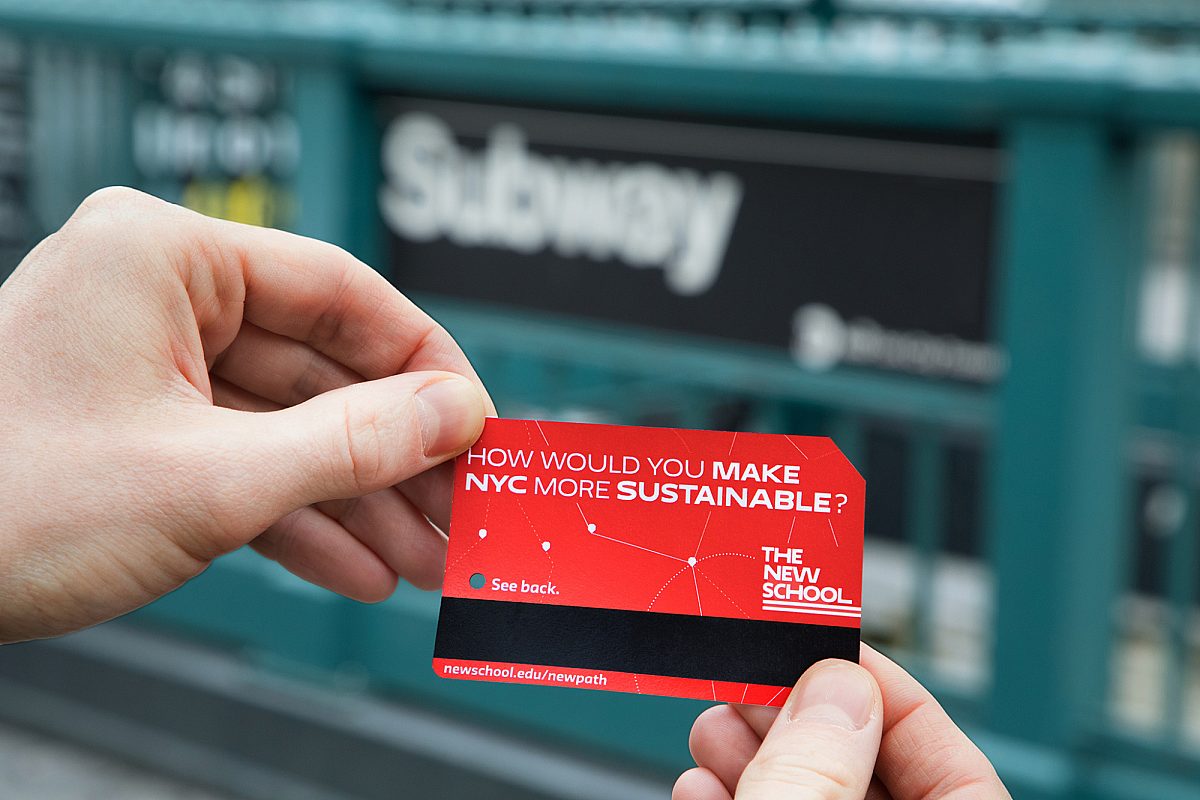 Subway
HOW WOULD YOU MAKE
NYC MORE SUSTAINABLE?
THE
NEW
SCHOOL
See back.
newschool.edu/newpath